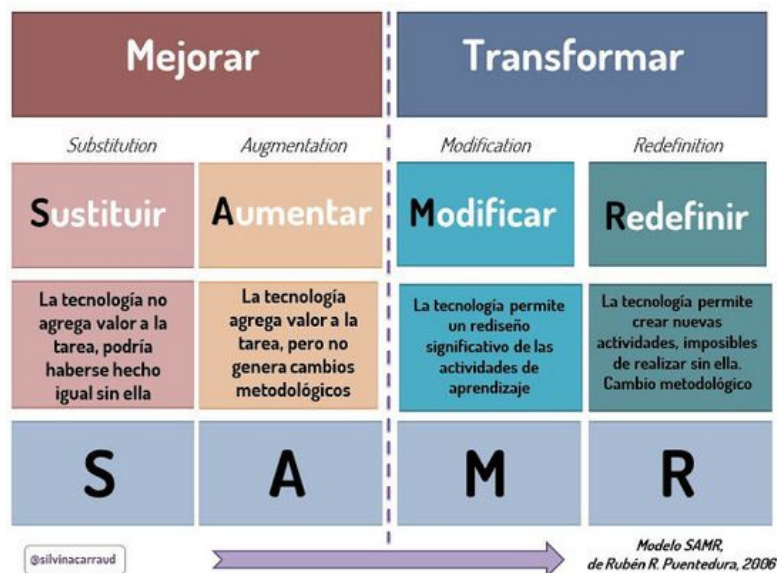 Mejorar
Transformar
Substitution
Augmentation
Modification
Redefinition
Sustituir
Aumentar
Modificar
Redefinir
La tecnología no
agrega valor a la
tarea, podría
haberse hecho
igual sin ella
La tecnología
agrega valor a la
tarea, pero no
genera cambios
metodológicos
La tecnología permite
un rediseño
significativo de las
actividades de
aprendizaje
La tecnología permite
crear nuevas
actividades, imposibles
de realizar sin ella.
Cambio metodológico
S
A
M
R
@silvinacarraud
Modelo SAMR,
de Rubén R. Puentedura, 2006